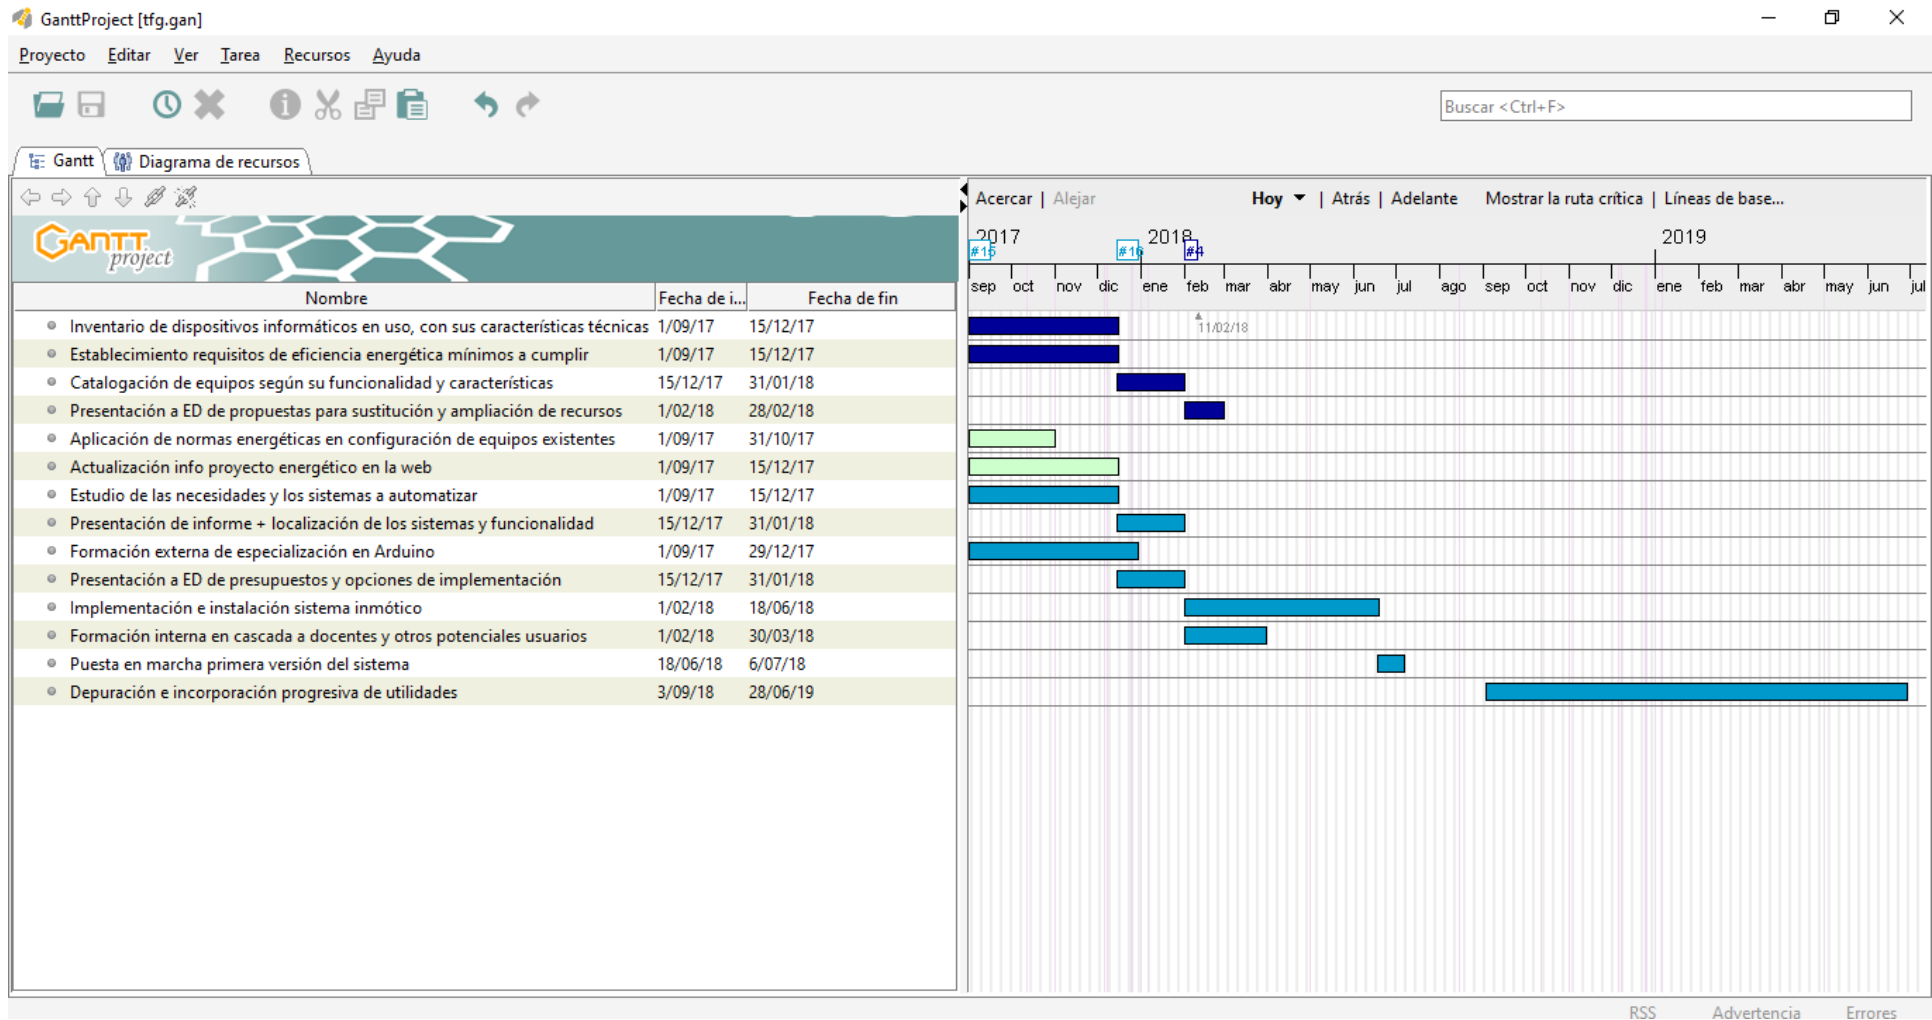 GanttProject [tfg.gan]
Proyecto Editar Ver Tarea Recursos Ayuda
Buscar <Ctrl+F>
Gantt Diagrama de recursos
Acercar | Alejar Hoy | Atrás | Adelante Mostrar la ruta crítica | Líneas de base...
GANTT project
2017 2018 2019
#15 #16 #4
sep oct nov dic ene feb mar abr may jun jul ago sep oct nov dic ene feb mar abr may jun jul
Nombre Fecha de i... Fecha de fin
Inventario de dispositivos informáticos en uso, con sus características técnicas 1/09/17 15/12/17
11/02/18
Establecimiento requisitos de eficiencia energética mínimos a cumplir 1/09/17 15/12/17
Catalogación de equipos según su funcionalidad y características 15/12/17 31/01/18
Presentación a ED de propuestas para sustitución y ampliación de recursos 1/02/18 28/02/18
Aplicación de normas energéticas en configuración de equipos existentes 1/09/17 31/10/17
Actualización info proyecto energético en la web 1/09/17 15/12/17
Estudio de las necesidades y los sistemas a automatizar 1/09/17 15/12/17
Presentación de informe + localización de los sistemas y funcionalidad 15/12/17 31/01/18
Formación externa de especialización en Arduino 1/09/17 29/12/17
Presentación a ED de presupuestos y opciones de implementación 15/12/17 31/01/18
Implementación e instalación sistema inmótico 1/02/18 18/06/18
Formación interna en cascada a docentes y otros potenciales usuarios 1/02/18 30/03/18
Puesta en marcha primera versión del sistema 18/06/18 6/07/18
Depuración e incorporación progresiva de utilidades 3/09/18 28/06/19
RSS Advertencia Errores